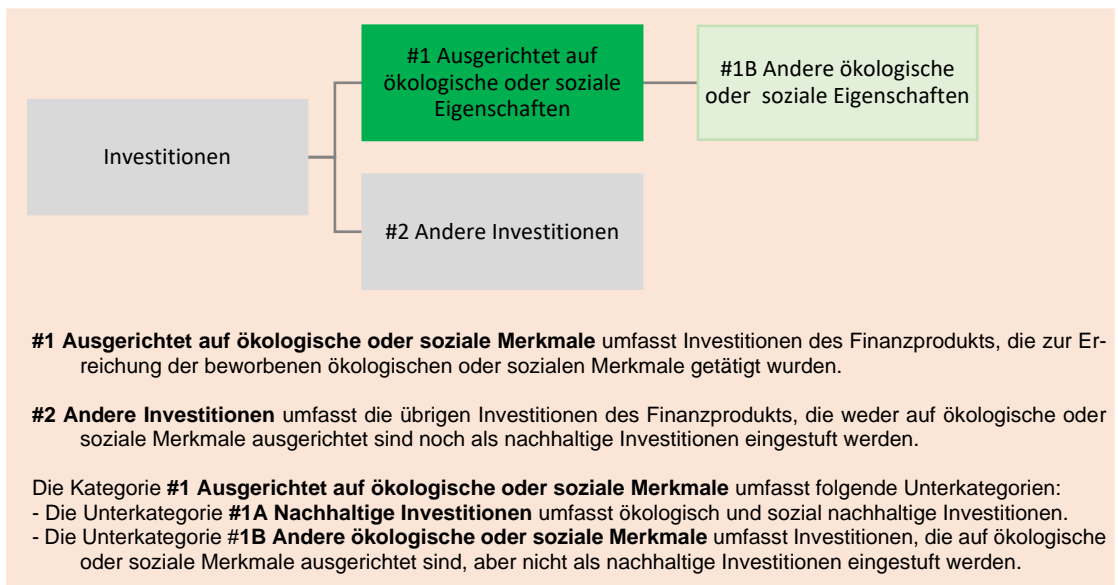 #1 Ausgerichtet auf
ökologische oder soziale
Eigenschaften
#1B Andere ökologische
oder soziale Eigenschaften
Investitionen
#2 Andere Investitionen
#1 Ausgerichtet auf ökologische oder soziale Merkmale umfasst Investitionen des Finanzprodukts, die zur Er-
reichung der beworbenen ökologischen oder sozialen Merkmale getätigt wurden.
#2 Andere Investitionen umfasst die übrigen Investitionen des Finanzprodukts, die weder auf ökologische oder
soziale Merkmale ausgerichtet sind noch als nachhaltige Investitionen eingestuft werden.
Die Kategorie #1 Ausgerichtet auf ökologische oder soziale Merkmale umfasst folgende Unterkategorien:
- Die Unterkategorie #1A Nachhaltige Investitionen umfasst ökologisch und sozial nachhaltige Investitionen.
- Die Unterkategorie #1B Andere ökologische oder soziale Merkmale umfasst Investitionen, die auf ökologische
oder soziale Merkmale ausgerichtet sind, aber nicht als nachhaltige Investitionen eingestuft werden.